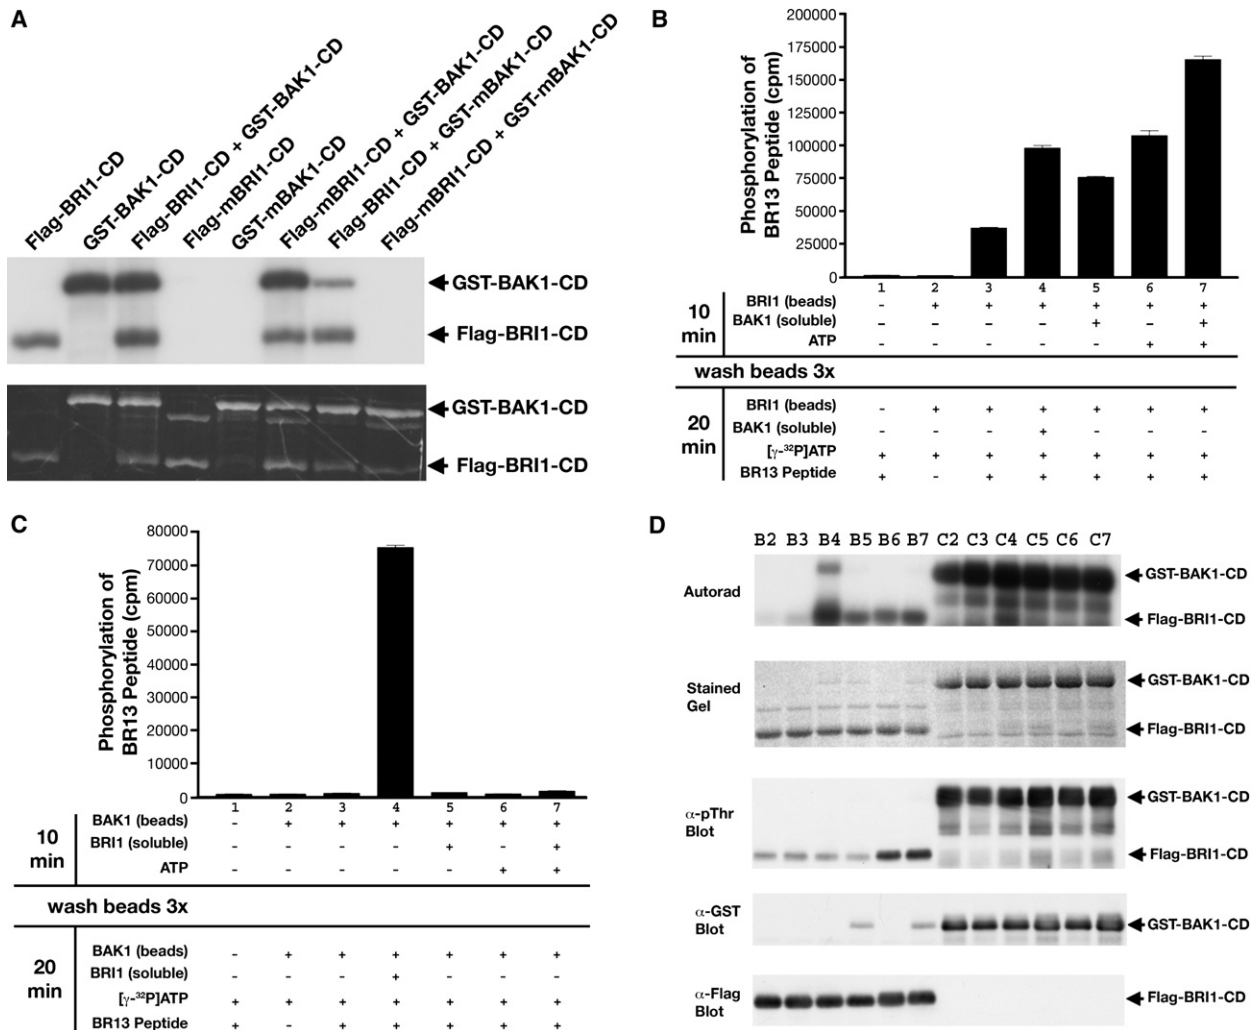 A
Flag-BRI1-CD
GST-BAK1-CD
Flag-BRI1-CD + GST-BAK1-CD
Flag-mBRI1-CD
GST-mBAK1-CD
Flag-mBRI1-CD + GST-BAK1-CD
Flag-BRI1-CD + GST-mBAK1-CD
Flag-mBRI1-CD + GST-mBAK1-CD
GST-BAK1-CD
Flag-BRI1-CD
GST-BAK1-CD
Flag-BRI1-CD
B
Phosphorylation of
BR13 Peptide (cpm)
200000
175000
150000
125000
100000
75000
50000
25000
0
1 2 3 4 5 6 7
10 min
BRI1 (beads) - + + + + + +
BAK1 (soluble) - - - - + - +
ATP - - - - - + +
wash beads 3x
20 min
BRI1 (beads) - + + + + + +
BAK1 (soluble) - - - + - - -
[γ-³²P]ATP + + + + + + +
BR13 Peptide + - + + + + +
C
Phosphorylation of
BR13 Peptide (cpm)
80000
70000
60000
50000
40000
30000
20000
10000
0
1 2 3 4 5 6 7
10 min
BAK1 (beads) - + + + + + +
BRI1 (soluble) - - - - + - +
ATP - - - - - + +
wash beads 3x
20 min
BAK1 (beads) - + + + + + +
BRI1 (soluble) - - - + - - -
[γ-³²P]ATP + + + + + + +
BR13 Peptide + - + + + + +
D
B2 B3 B4 B5 B6 B7 C2 C3 C4 C5 C6 C7
Autorad
GST-BAK1-CD
Flag-BRI1-CD
Stained
Gel
GST-BAK1-CD
Flag-BRI1-CD
α-pThr
Blot
GST-BAK1-CD
Flag-BRI1-CD
α-GST
Blot
GST-BAK1-CD
α-Flag
Blot
Flag-BRI1-CD